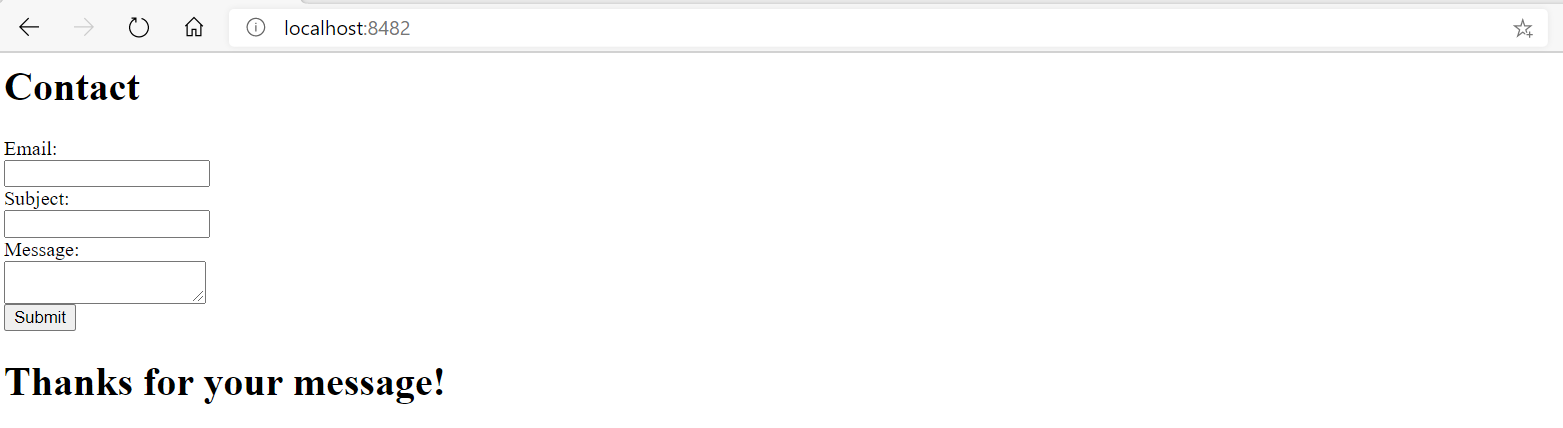 localhost:8482
Contact
Email:
Subject:
Message:
Submit
Thanks for your message!